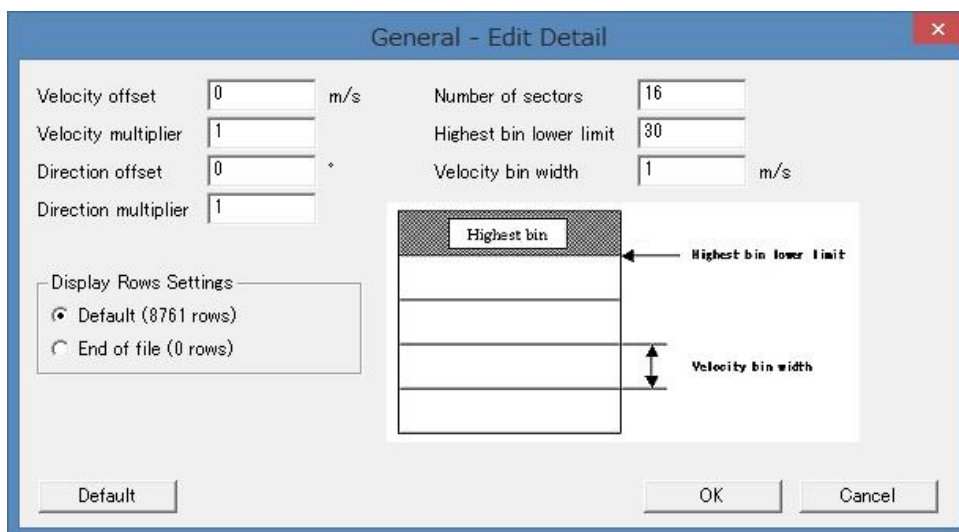 General - Edit Detail
Velocity offset 0 m/s
Velocity multiplier 1
Direction offset 0 °
Direction multiplier 1
Number of sectors 16
Highest bin lower limit 30
Velocity bin width 1 m/s
Highest bin
Highest bin lower limit
Velocity bin width
Display Rows Settings
Default (8761 rows)
End of file (0 rows)
Default
OK
Cancel